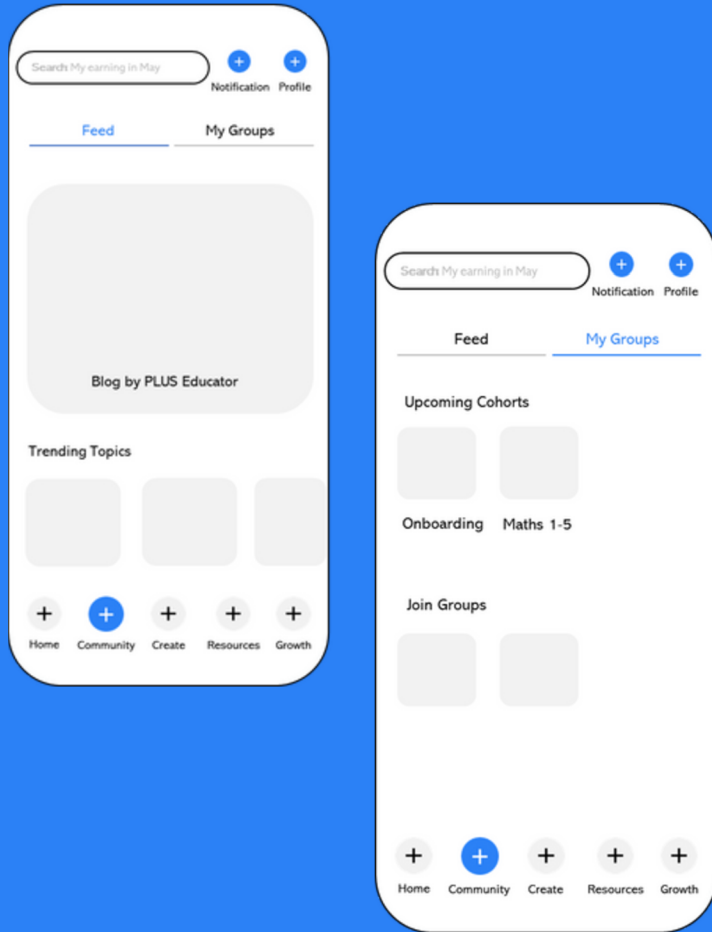 Search My earning in May
Notification Profile
Feed My Groups
Blog by PLUS Educator
Trending Topics
Home Community Create Resources Growth
Search My earning in May
Notification Profile
Feed My Groups
Upcoming Cohorts
Onboarding Maths 1-5
Join Groups
Home Community Create Resources Growth